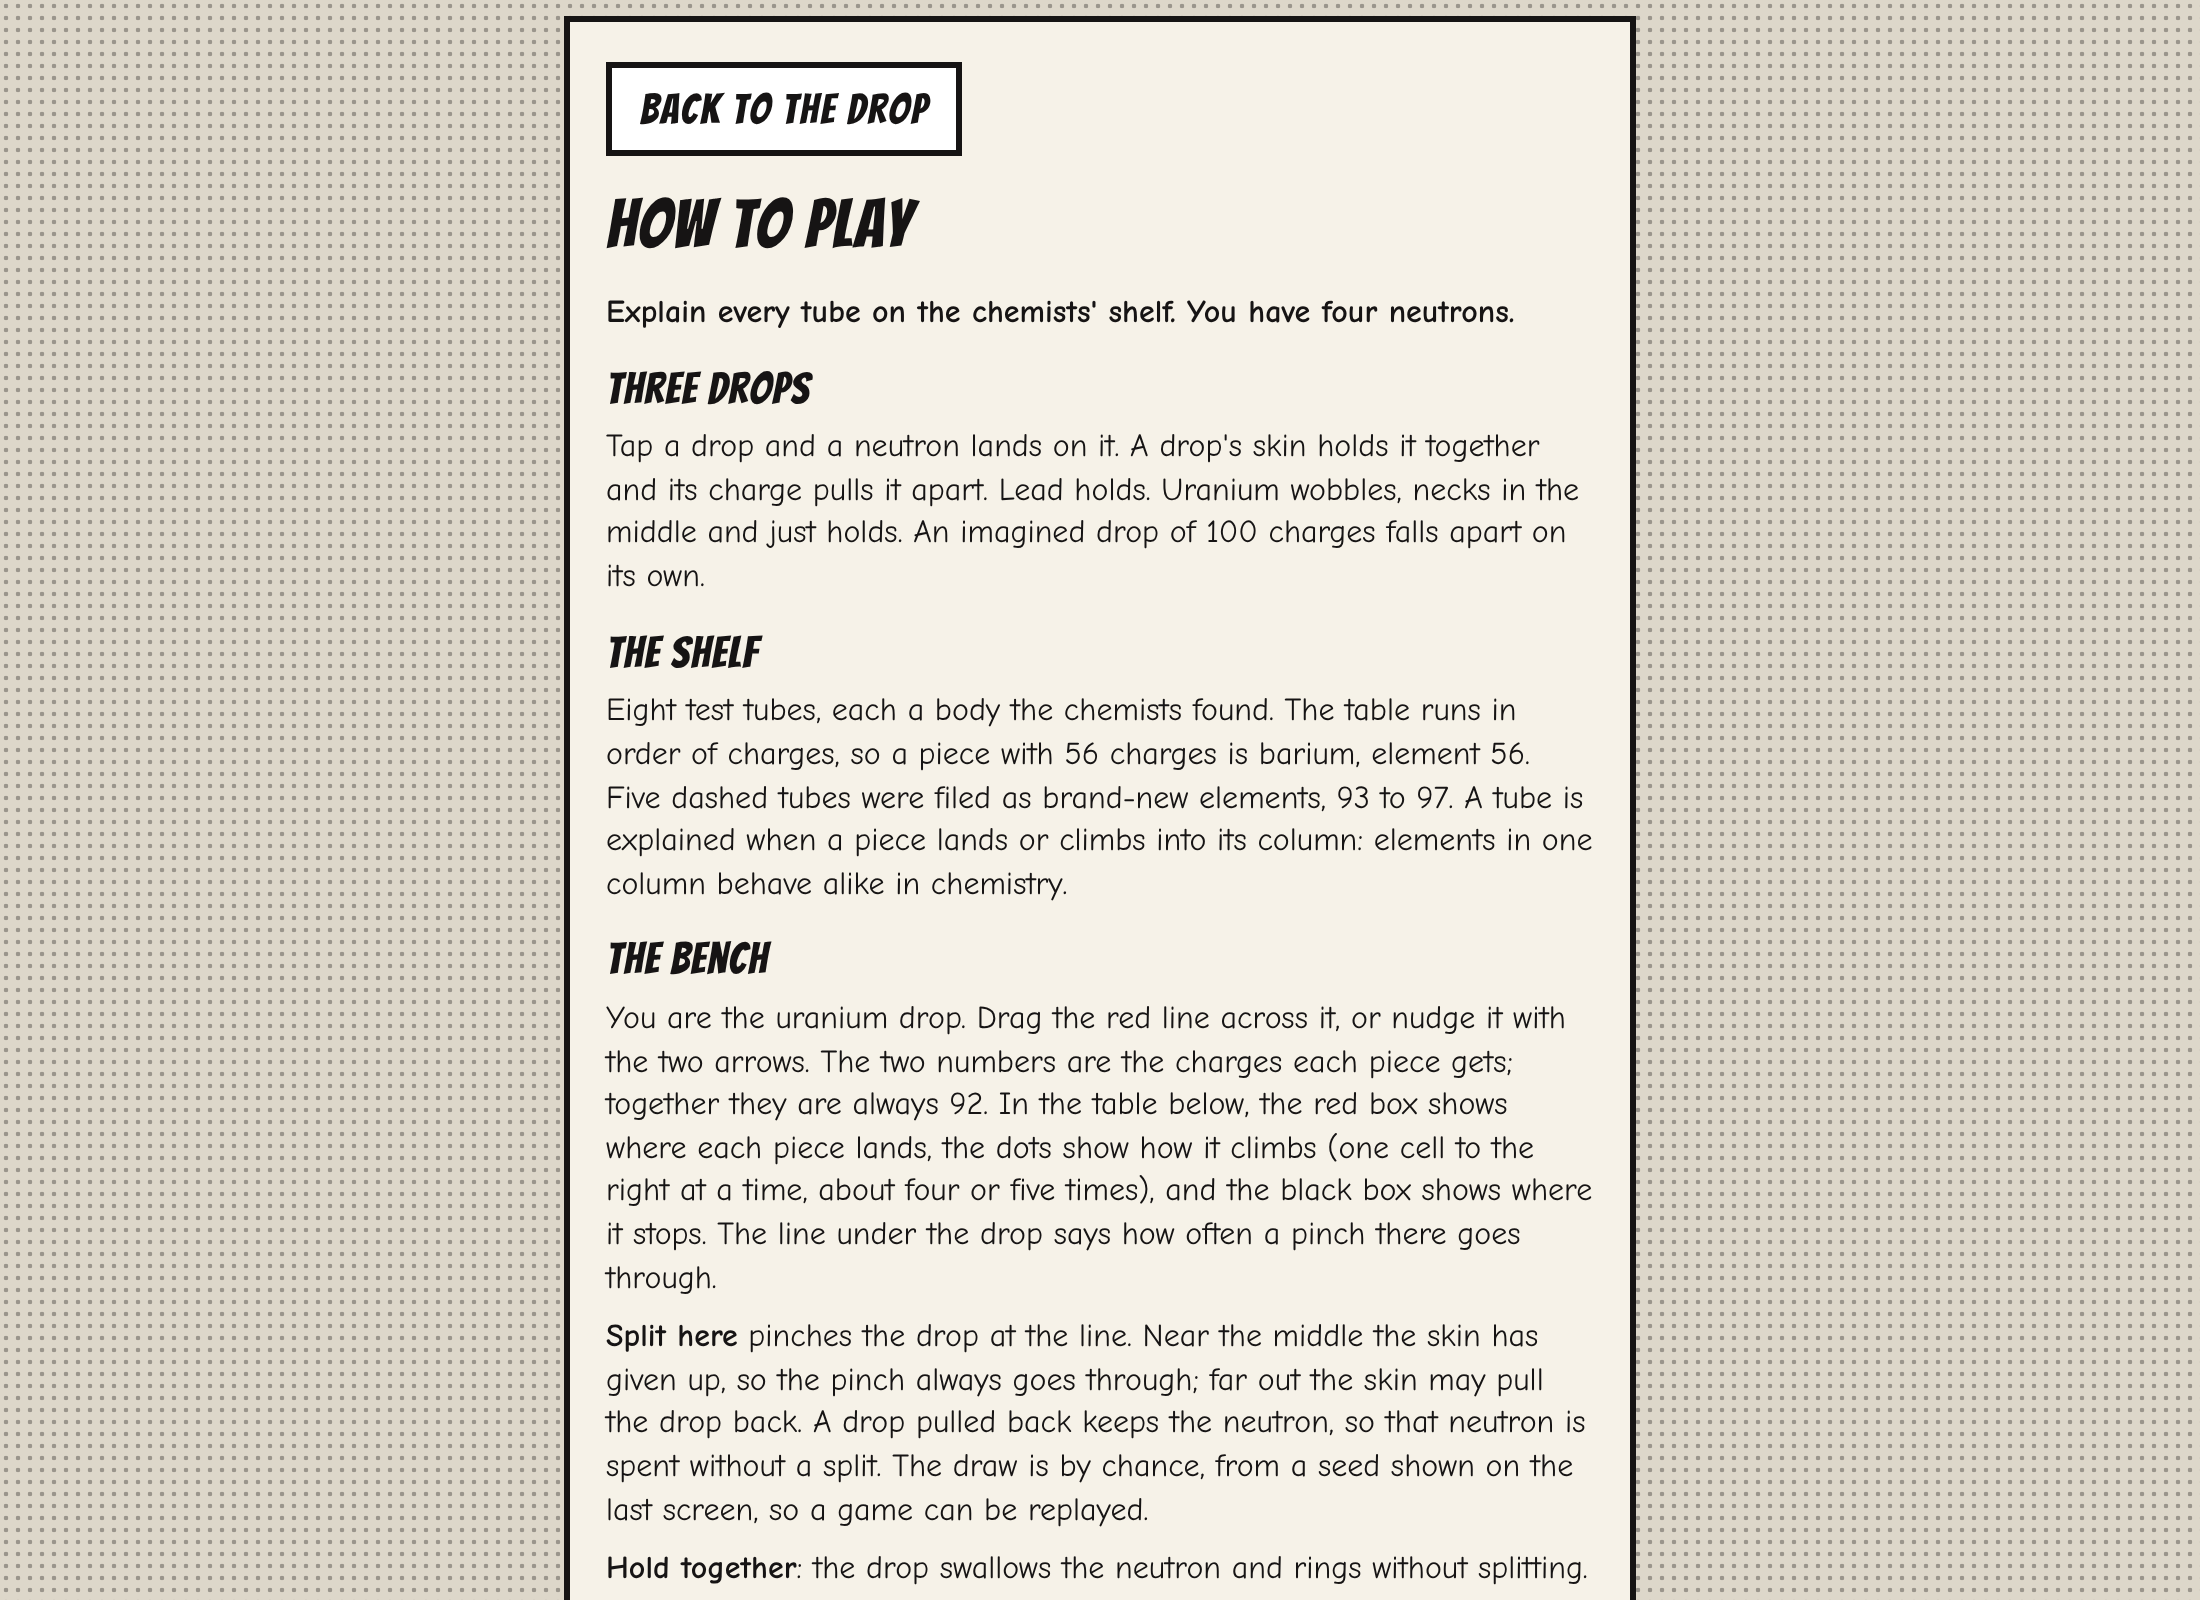 BACK TO THE DROP
HOW TO PLAY
Explain every tube on the chemists' shelf. You have four neutrons.
THREE DROPS
Tap a drop and a neutron lands on it. A drop's skin holds it together
and its charge pulls it apart. Lead holds. Uranium wobbles, necks in the
middle and just holds. An imagined drop of 100 charges falls apart on
its own.
THE SHELF
Eight test tubes, each a body the chemists found. The table runs in
order of charges, so a piece with 56 charges is barium, element 56.
Five dashed tubes were filed as brand-new elements, 93 to 97. A tube is
explained when a piece lands or climbs into its column: elements in one
column behave alike in chemistry.
THE BENCH
You are the uranium drop. Drag the red line across it, or nudge it with
the two arrows. The two numbers are the charges each piece gets;
together they are always 92. In the table below, the red box shows
where each piece lands, the dots show how it climbs (one cell to the
right at a time, about four or five times), and the black box shows where
it stops. The line under the drop says how often a pinch there goes
through.
Split here pinches the drop at the line. Near the middle the skin has
given up, so the pinch always goes through; far out the skin may pull
the drop back. A drop pulled back keeps the neutron, so that neutron is
spent without a split. The draw is by chance, from a seed shown on the
last screen, so a game can be replayed.
Hold together: the drop swallows the neutron and rings without splitting.